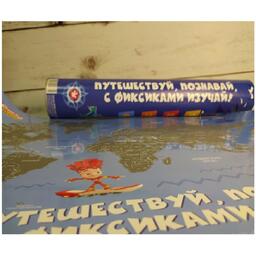 ПУТЕШЕСТВУЙ, ПОЗНАВАЙ,
С ФИКСИКАМИ ИЗУЧАЙ!
ПУТЕШЕСТВУЙ, ПО
ФИКСИКАМИ